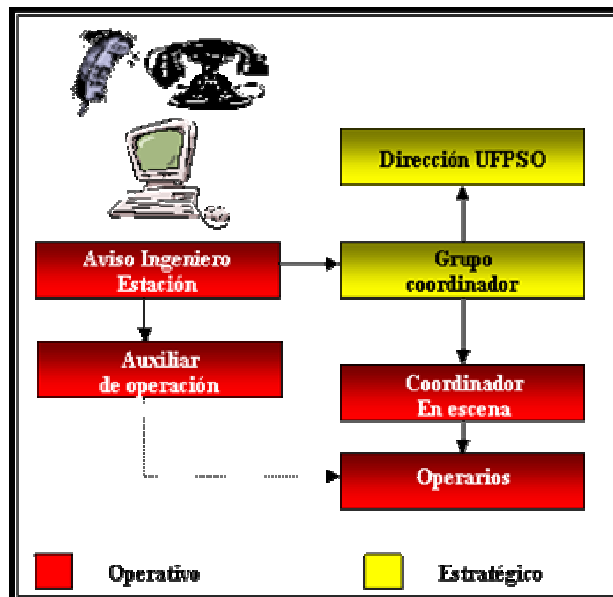 Dirección UFPSO
Aviso Ingeniero
Estación
Grupo
coordinador
Auxiliar
de operación
Coordinador
En escena
Operarios
Operativo
Estratégico